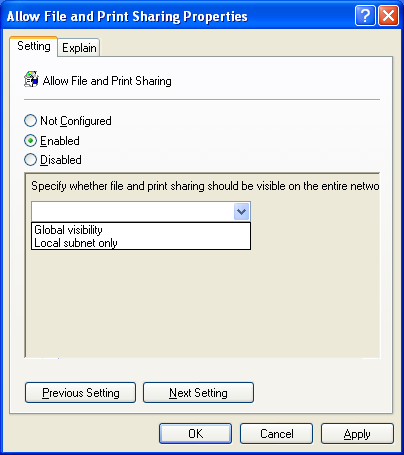 Allow File and Print Sharing Properties
Setting
Explain
Allow File and Print Sharing
Not Configured
Enabled
Disabled
Specify whether file and print sharing should be visible on the entire netwo
Global visibility
Local subnet only
Previous Setting
Next Setting
OK
Cancel
Apply